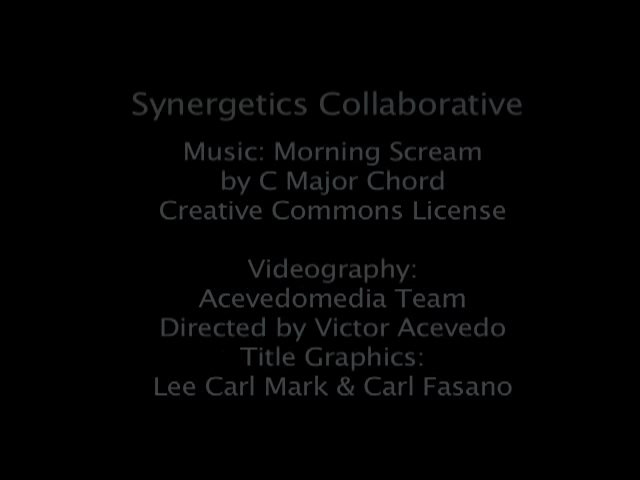 Synergetics Collaborative
Music: Morning Scream
by C Major Chord
Creative Commons License
Videography:
Acevedomedia Team
Directed by Victor Acevedo
Title Graphics:
Lee Carl Mark & Carl Fasano